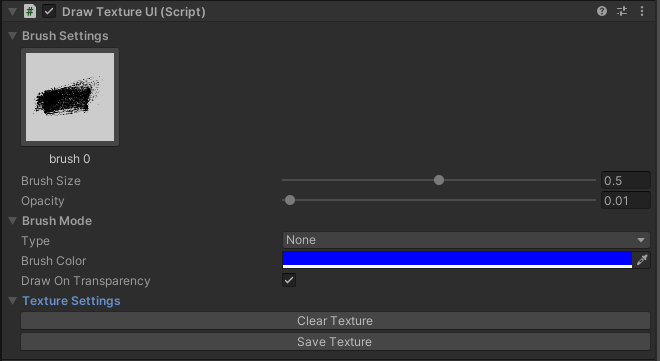 Draw Texture UI (Script)
Brush Settings
brush 0
Brush Size 0.5
Opacity 0.01
Brush Mode
Type None
Brush Color
Draw On Transparency
Texture Settings
Clear Texture
Save Texture